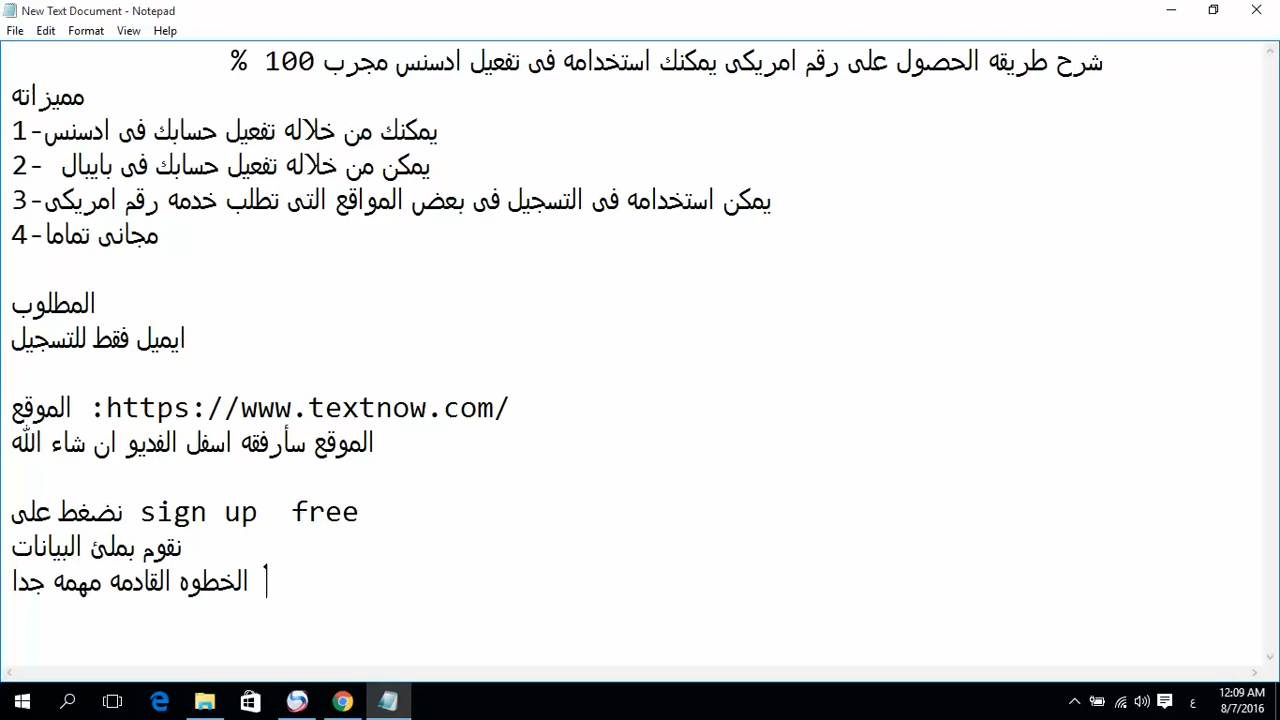 New Text Document - Notepad
File Edit Format View Help
شرح طريقه الحصول على رقم امريكى يمكنك استخدامه فى تفعيل ادسنس مجرب 100 %
مميزاته
1-يمكنك من خلاله تفعيل حسابك فى ادسنس
2- يمكن من خلاله تفعيل حسابك فى بايبال
3-يمكن استخدامه فى التسجيل فى بعض المواقع التى تطلب خدمه رقم امريكى
4-مجانى تماما
المطلوب
ايميل فقط للتسجيل
الموقع :https://www.textnow.com/
الموقع سأرفقه اسفل الفديو ان شاء الله
نضغط على sign up free
نقوم بملئ البيانات
الخطوه القادمه مهمه جدا
ع
12:09 AM
8/7/2016